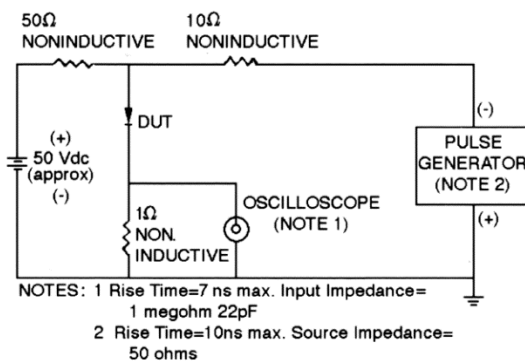 50Ω
NONINDUCTIVE
10Ω
NONINDUCTIVE
DUT
(+)
50 Vdc
(approx)
(-)
1Ω
NON.
INDUCTIVE
OSCILLOSCOPE
(NOTE 1)
(-)
PULSE
GENERATOR
(NOTE 2)
(+)
NOTES: 1 Rise Time=7 ns max. Input Impedance=
1 megohm 22pF
2 Rise Time=10ns max. Source Impedance=
50 ohms